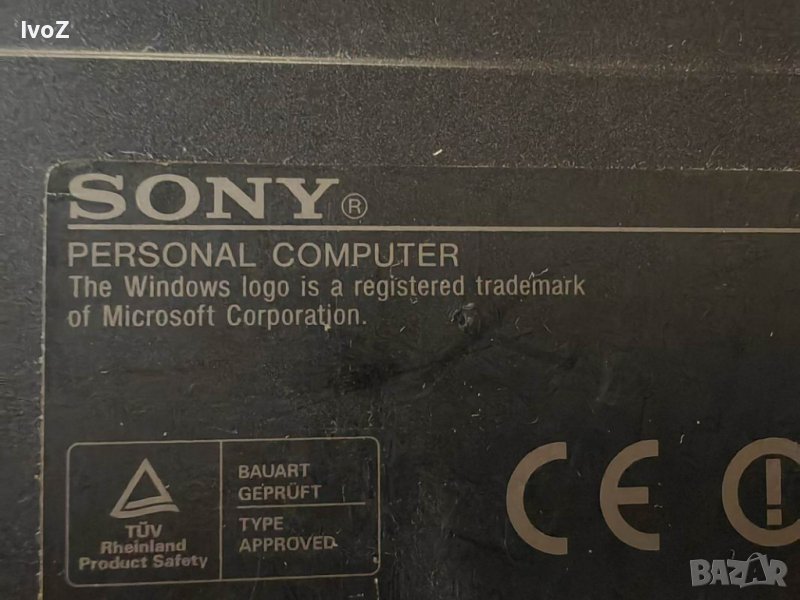 IvoZ
SONY®
PERSONAL COMPUTER
The Windows logo is a registered trademark
of Microsoft Corporation.
TÜV
Rheinland
Product Safety
BAUART
GEPRÜFT
TYPE
APPROVED
CE
BAZAR